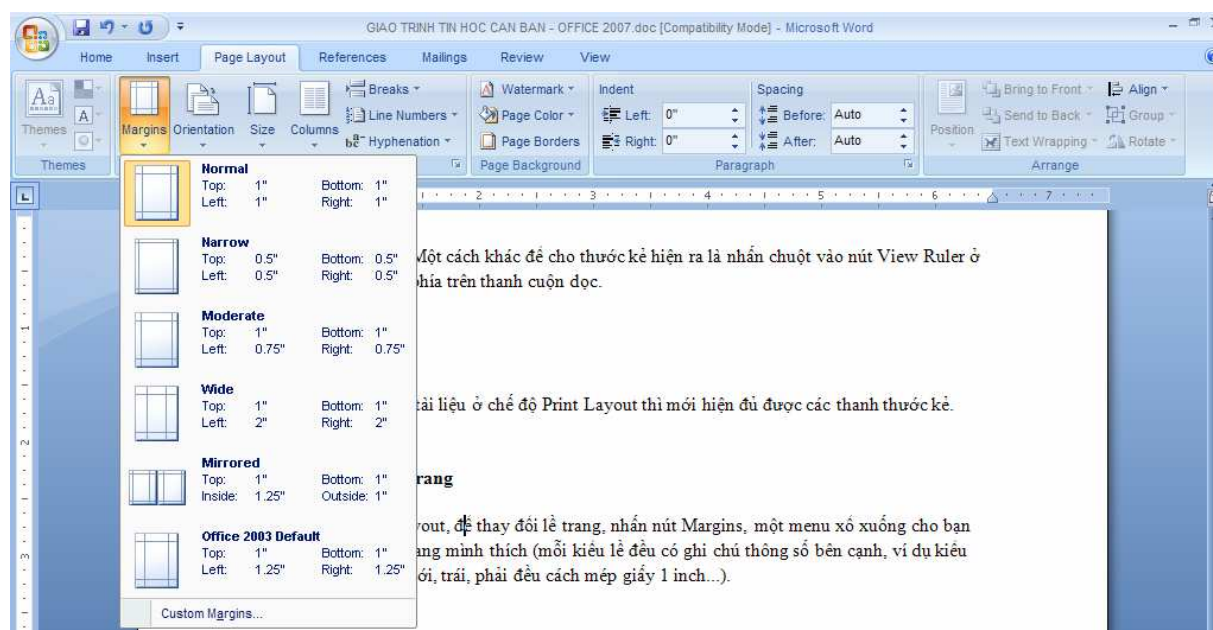 GIAO TRINH TIN HOC CAN BAN - OFFICE 2007.doc [Compatibility Mode] - Microsoft Word
Home Insert Page Layout References Mailings Review View
Themes
Margins Orientation Size Columns
Breaks
Line Numbers
Hyphenation
Watermark
Page Color
Page Borders
Indent
Left: 0"
Right: 0"
Spacing
Before: Auto
After: Auto
Position
Bring to Front
Send to Back
Text Wrapping
Align
Group
Rotate
Themes Page Background Paragraph Arrange
2 3 4 5 6 7
Normal
Top: 1" Bottom: 1"
Left: 1" Right: 1"
Narrow
Top: 0.5" Bottom: 0.5"
Left: 0.5" Right: 0.5"
Moderate
Top: 1" Bottom: 1"
Left: 0.75" Right: 0.75"
Wide
Top: 1" Bottom: 1"
Left: 2" Right: 2"
Mirrored
Top: 1" Bottom: 1"
Inside: 1.25" Outside: 1"
Office 2003 Default
Top: 1" Bottom: 1"
Left: 1.25" Right: 1.25"
Custom Margins...
Một cách khác để cho thước kẻ hiện ra là nhấn chuột vào nút View Ruler ở
phía trên thanh cuộn dọc.
tài liệu ở chế độ Print Layout thì mới hiện đủ được các thanh thước kẻ.
rang
yout, để thay đổi lề trang, nhấn nút Margins, một menu xổ xuống cho bạn
ang mình thích (mỗi kiểu lề đều có ghi chú thông số bên cạnh, ví dụ kiểu
ới, trái, phải đều cách mép giấy 1 inch...).